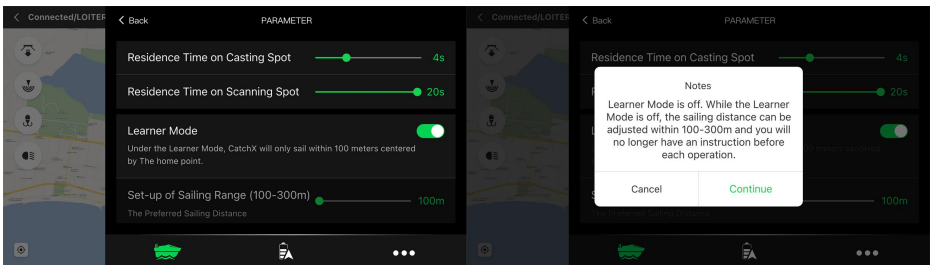 Connected/LOITER
Back
PARAMETER
Residence Time on Casting Spot
4s
Residence Time on Scanning Spot
20s
Learner Mode
Under the Learner Mode, CatchX will only sail within 100 meters centered
by The home point.
Set-up of Sailing Range (100-300m)
100m
The Preferred Sailing Distance
Connected/LOITER
Back
PARAMETER
Residence Time on Casting Spot
4s
20s
Notes
Learner Mode is off. While the Learner
Mode is off, the sailing distance can be
adjusted within 100-300m and you will
no longer have an instruction before
each operation.
Cancel
Continue
100m
The Preferred Sailing Distance